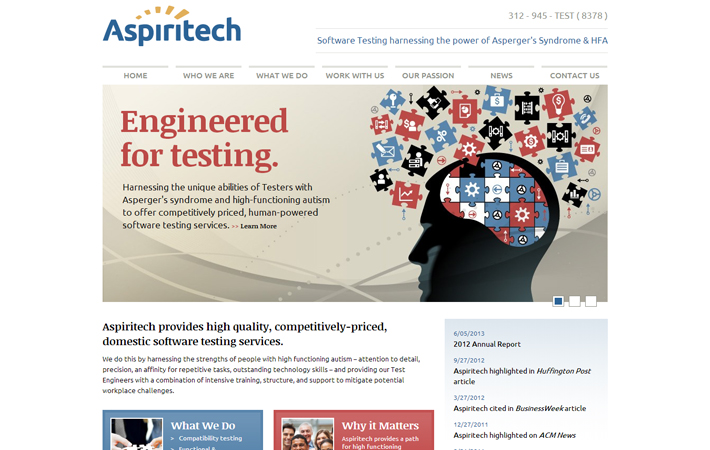 Aspiritech
312 - 945 - TEST ( 8378 )
Software Testing harnessing the power of Asperger's Syndrome & HFA
HOME
WHO WE ARE
WHAT WE DO
WORK WITH US
OUR PASSION
NEWS
CONTACT US
Engineered
for testing.
Harnessing the unique abilities of Testers with
Asperger's syndrome and high-functioning autism
to offer competitively priced, human-powered
software testing services. >> Learn More
Aspiritech provides high quality, competitively-priced,
domestic software testing services.
We do this by harnessing the strengths of people with high functioning autism – attention to detail,
precision, an affinity for repetitive tasks, outstanding technology skills – and providing our Test
Engineers with a combination of intensive training, structure, and support to mitigate potential
workplace challenges.
What We Do
> Compatibility testing
> Functional &
Why it Matters
Aspiritech provides a path
for high functioning
6/05/2013
2012 Annual Report
9/27/2012
Aspiritech highlighted in Huffington Post
article
3/27/2012
Aspiritech cited in BusinessWeek article
12/27/2011
Aspiritech highlighted on ACM News